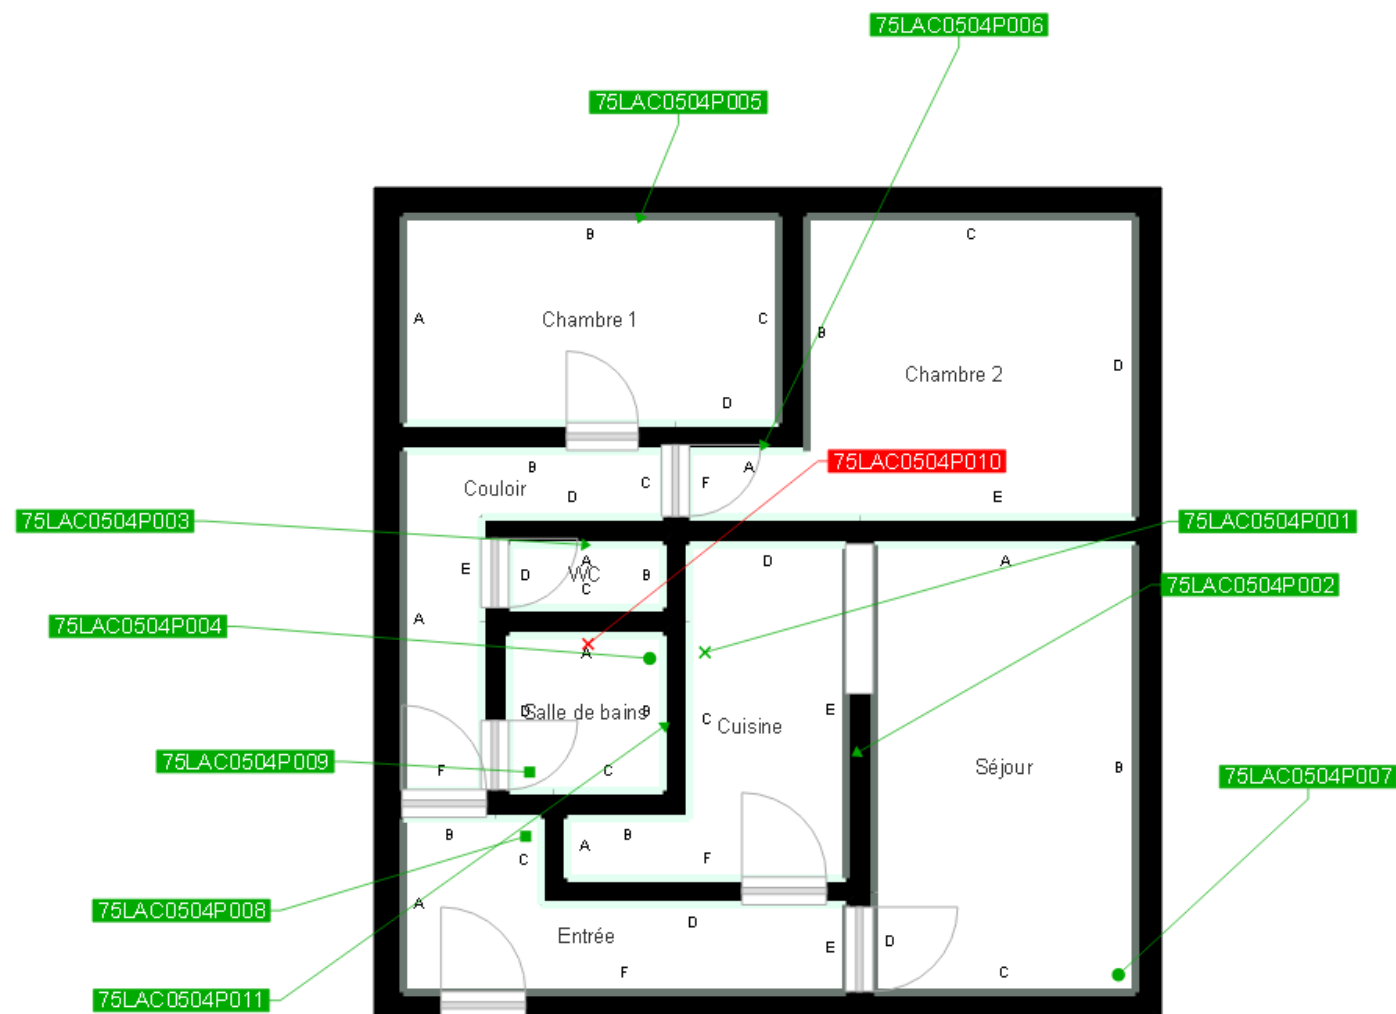 75LAC0504P006
75LAC0504P005
B
C
A
Chambre 1
C
B
Chambre 2
D
D
75LAC0504P010
B
C
F
A
Couloir
D
E
75LAC0504P003
75LAC0504P001
E
D
A
WC
B
C
D
A
75LAC0504P002
75LAC0504P004
A
A
D
Salle de bains
B
C
Cuisine
E
75LAC0504P009
F
C
Séjour
B
75LAC0504P007
B
C
A
B
F
75LAC0504P008
A
Entrée
D
E
D
F
C
75LAC0504P011